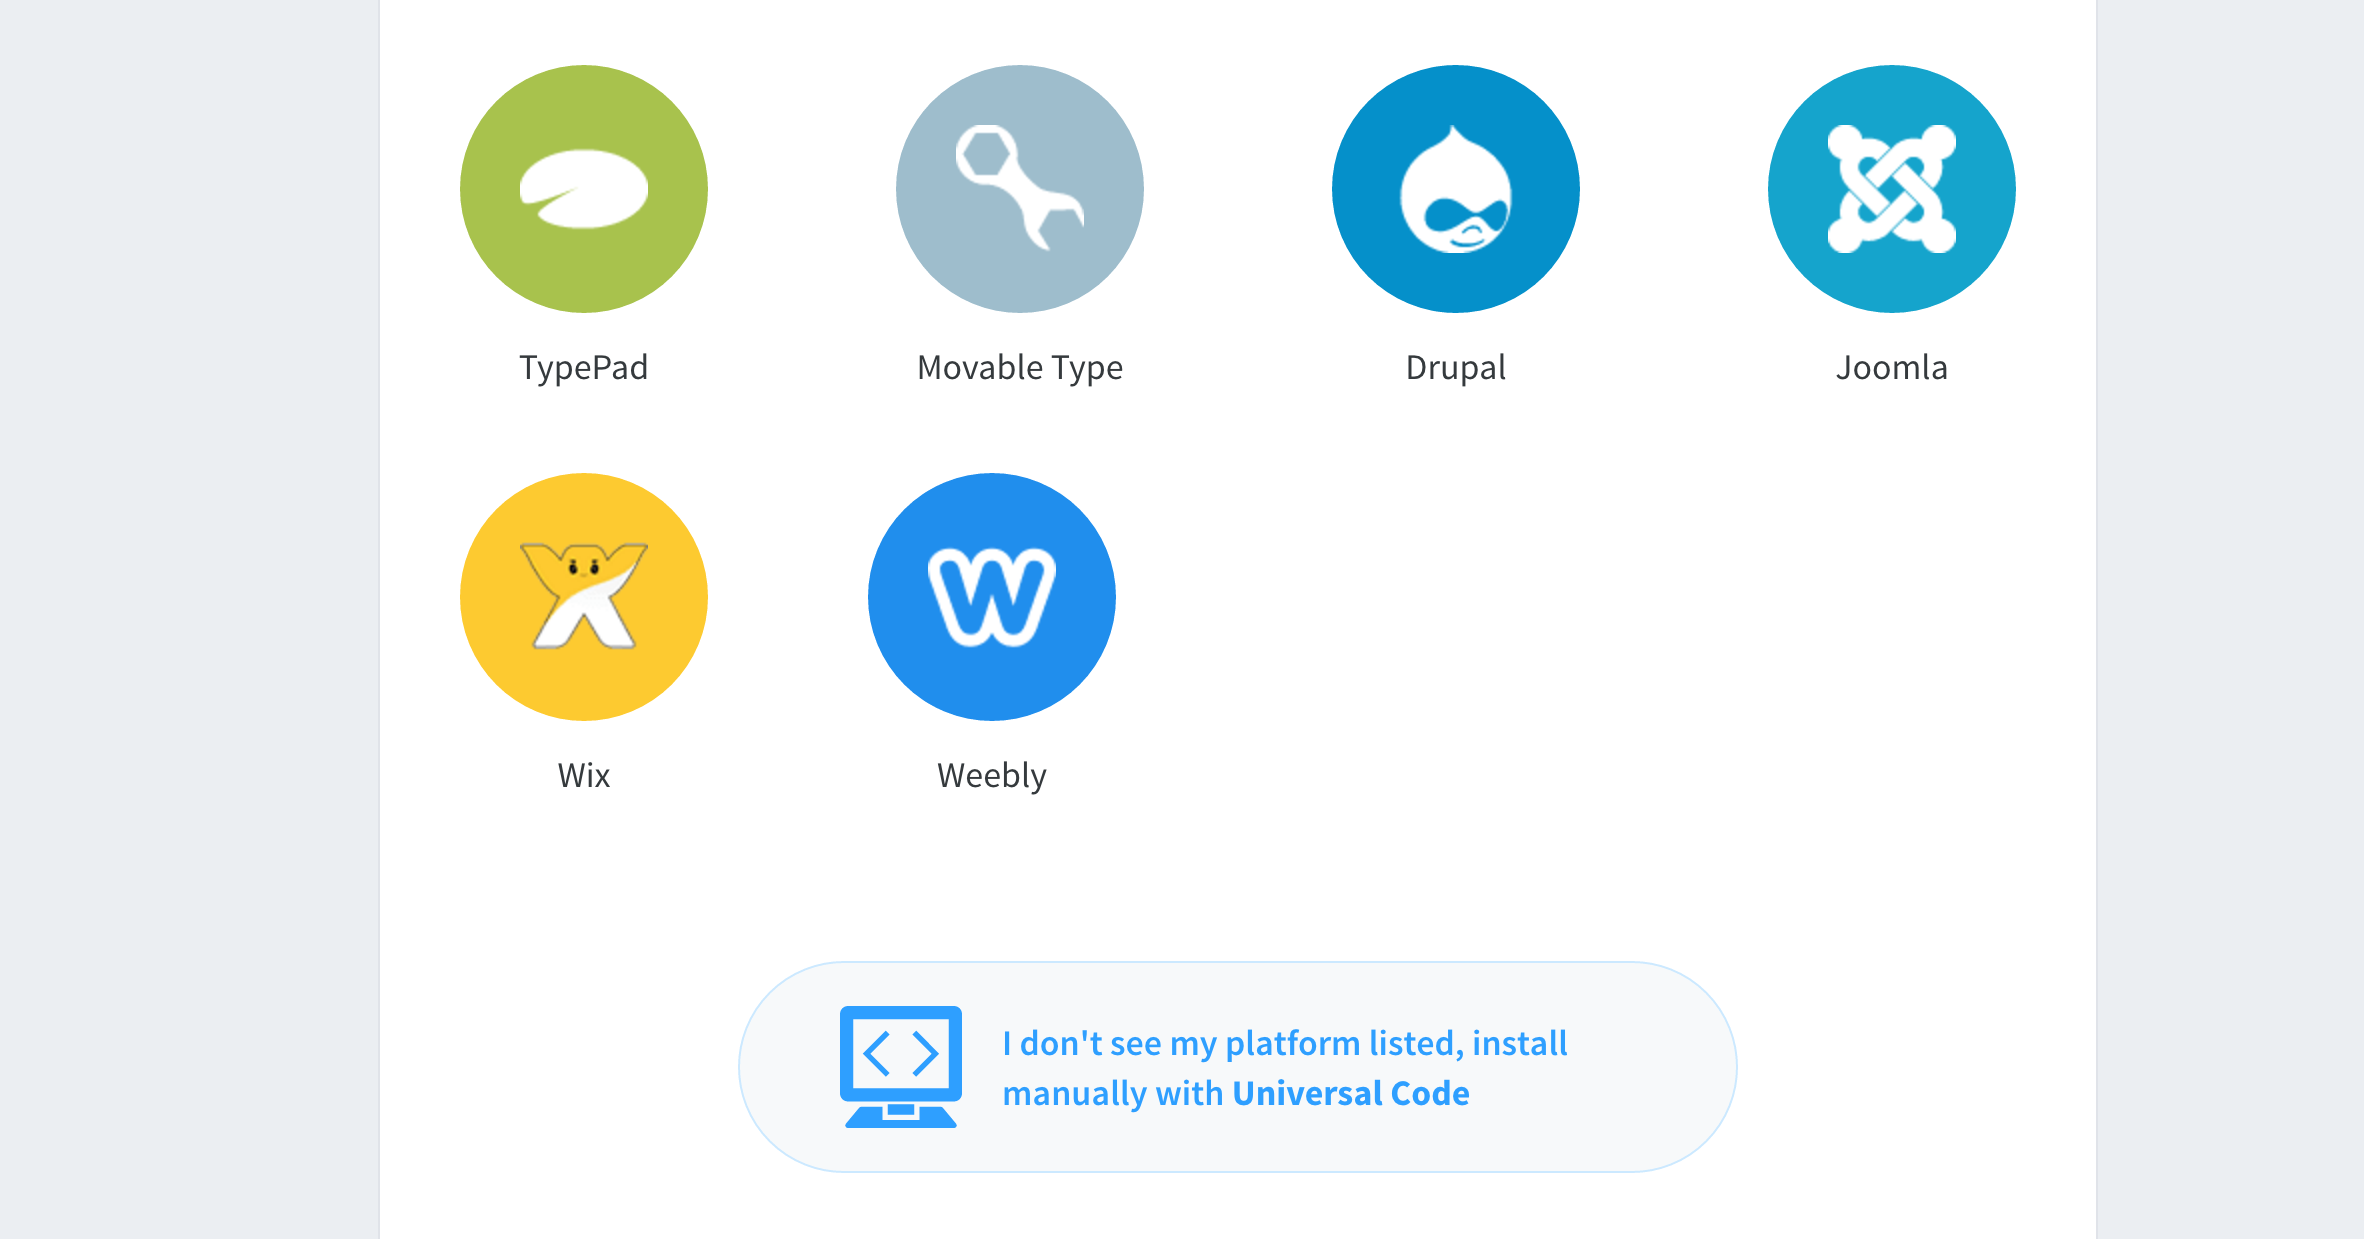 TypePad
Movable Type
Drupal
Joomla
Wix
Weebly
I don't see my platform listed, install
manually with Universal Code